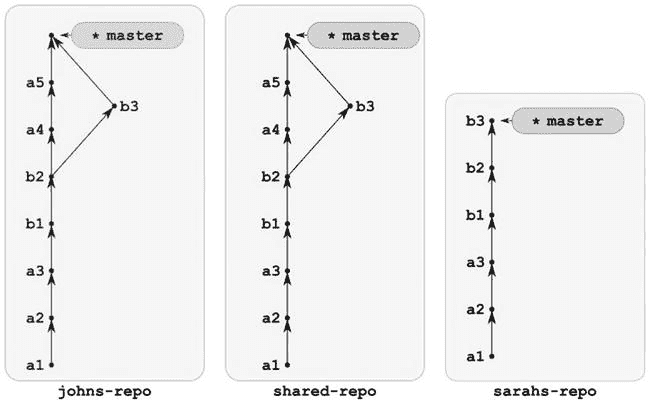 * master
a5
b3
a4
b2
b1
a3
a2
a1
johns-repo
* master
a5
b3
a4
b2
b1
a3
a2
a1
shared-repo
b3
* master
b2
b1
a3
a2
a1
sarahs-repo